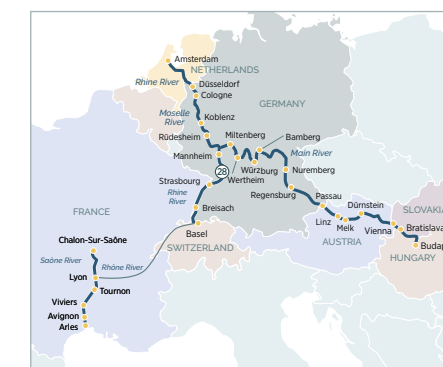 Amsterdam
NETHERLANDS
Rhine River
Düsseldorf
Cologne
GERMANY
Moselle
River
Koblenz
Rüdesheim
Miltenberg
Bamberg
Mannheim
Main River
28
Würzburg
Nuremberg
Wertheim
Strasbourg
Regensburg
Passau
Rhine
River
Dürnstein
SLOVAKIA
FRANCE
Breisach
Linz
Melk
Vienna
Bratislava
Basel
Chalon-Sur-Saône
SWITZERLAND
AUSTRIA
Budap
HUNGARY
Saône River
Rhône River
Lyon
Tournon
Viviers
Avignon
Arles